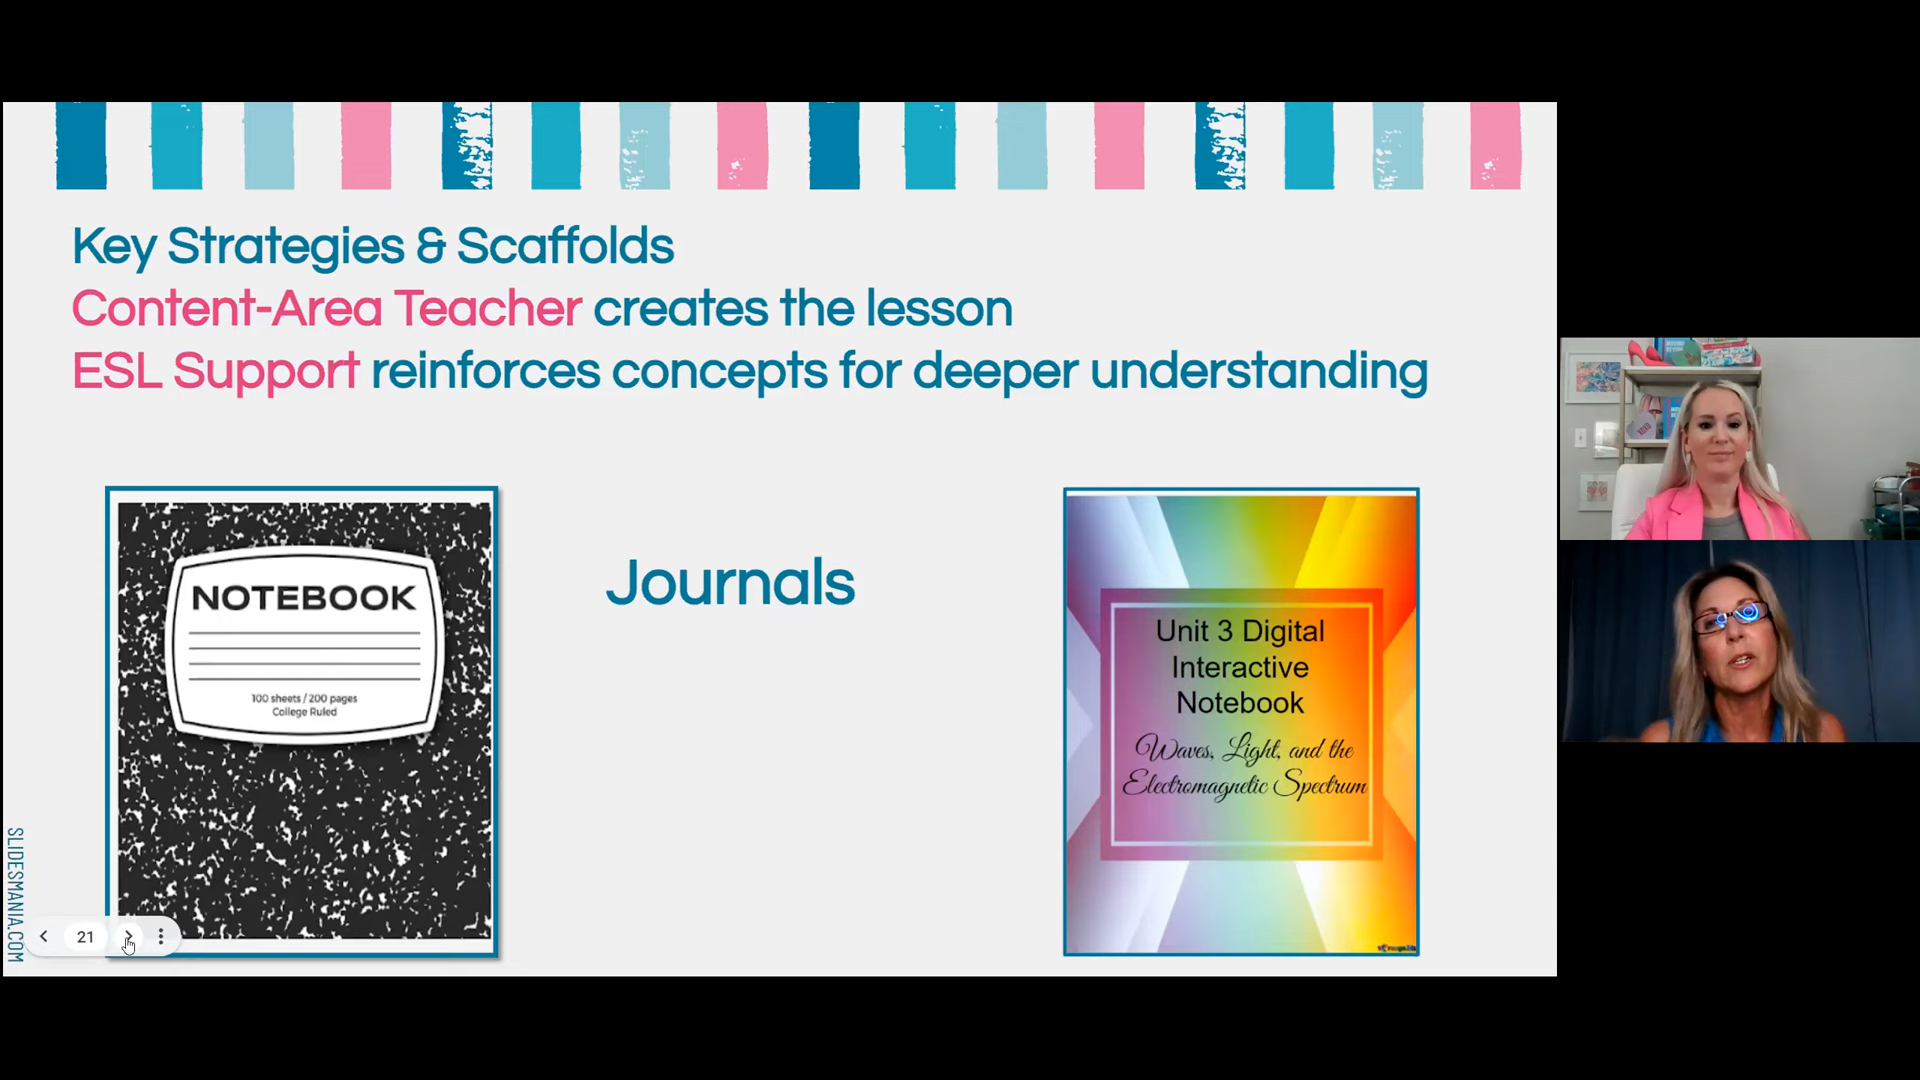 Key Strategies & Scaffolds
Content-Area Teacher creates the lesson
ESL Support reinforces concepts for deeper understanding
NOTEBOOK
100 sheets / 200 pages
College Ruled
Journals
Unit 3 Digital
Interactive
Notebook
Waves, Light, and the
Electromagnetic Spectrum
SLIDESMANIA.COM
21
XOXO